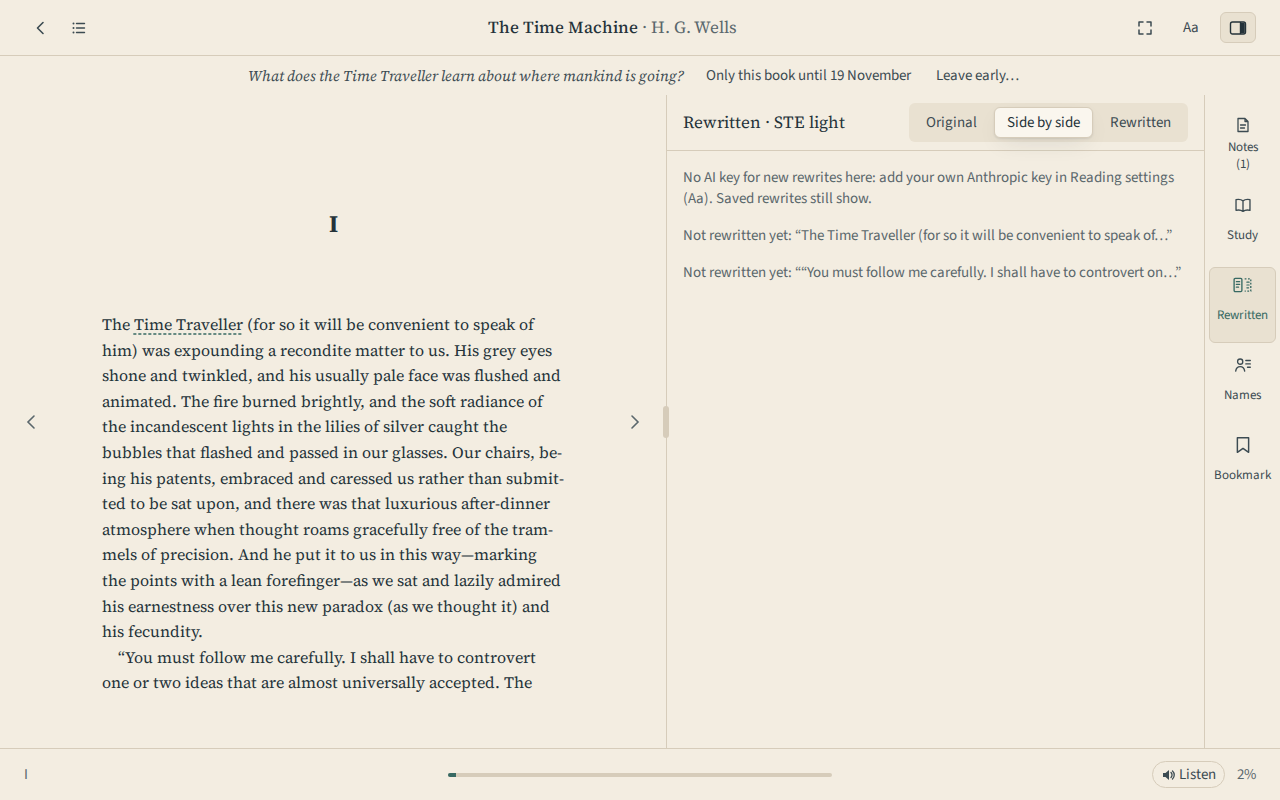 The Time Machine · H. G. Wells
Aa
What does the Time Traveller learn about where mankind is going?
Only this book until 19 November
Leave early…
I
The Time Traveller (for so it will be convenient to speak of
him) was expounding a recondite matter to us. His grey eyes
shone and twinkled, and his usually pale face was flushed and
animated. The fire burned brightly, and the soft radiance of
the incandescent lights in the lilies of silver caught the
bubbles that flashed and passed in our glasses. Our chairs, be-
ing his patents, embraced and caressed us rather than submit-
ted to be sat upon, and there was that luxurious after-dinner
atmosphere when thought roams gracefully free of the tram-
mels of precision. And he put it to us in this way—marking
the points with a lean forefinger—as we sat and lazily admired
his earnestness over this new paradox (as we thought it) and
his fecundity.
“You must follow me carefully. I shall have to controvert
one or two ideas that are almost universally accepted. The
Rewritten · STE light
Original
Side by side
Rewritten
No AI key for new rewrites here: add your own Anthropic key in Reading settings
(Aa). Saved rewrites still show.
Not rewritten yet: “The Time Traveller (for so it will be convenient to speak of…”
Not rewritten yet: ““You must follow me carefully. I shall have to controvert on…”
Notes
(1)
Study
Rewritten
Names
Bookmark
I
Listen
2%